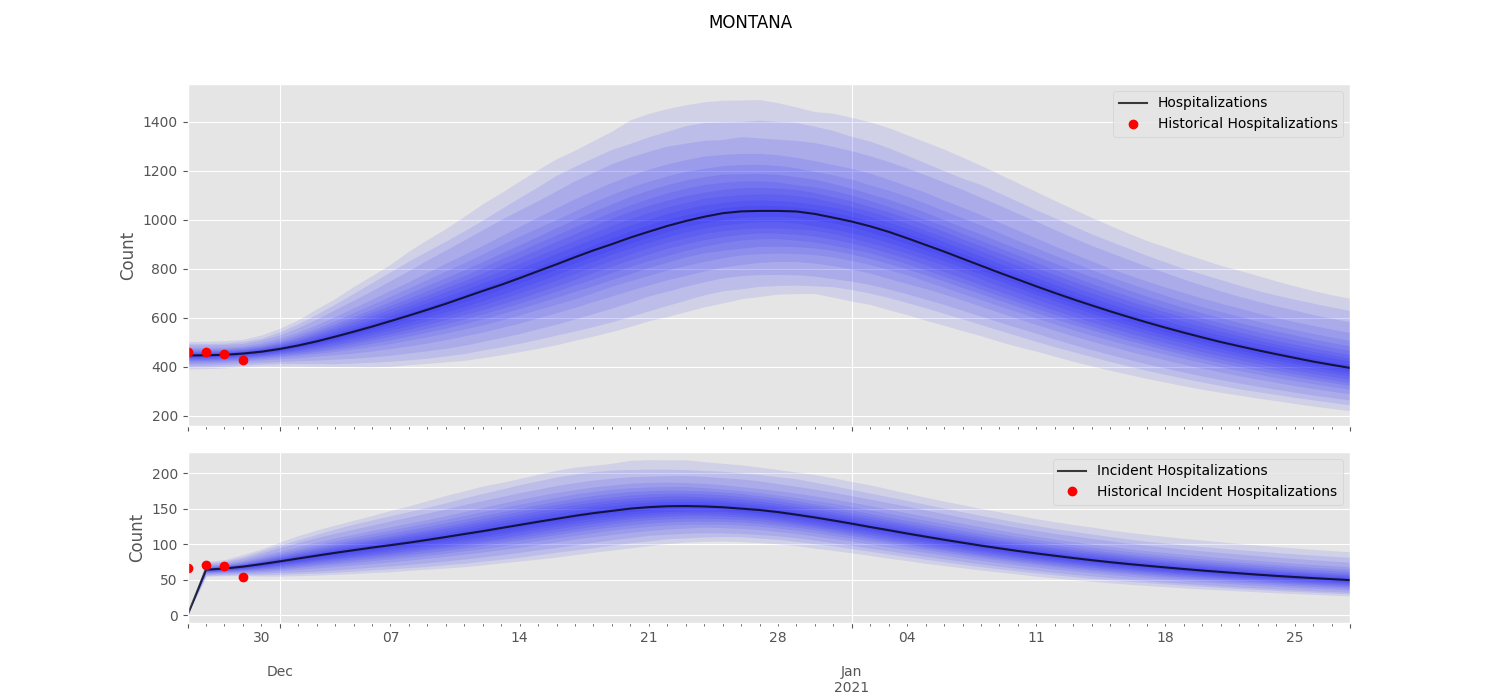 MONTANA
Hospitalizations
Historical Hospitalizations
Count
1400
1200
1000
800
600
400
200
Incident Hospitalizations
Historical Incident Hospitalizations
Count
200
150
100
50
0
30 07 14 21 28 04 11 18 25
Dec Jan
2021